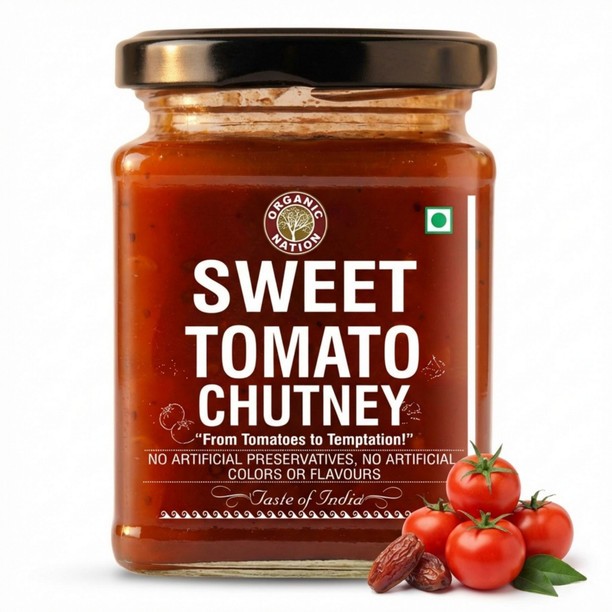 ORGANIC
NATION
SWEET
TOMATO
CHUTNEY
“From Tomatoes to Temptation!”
NO ARTIFICIAL PRESERVATIVES, NO ARTIFICIAL
COLORS OR FLAVOURS
Taste of India